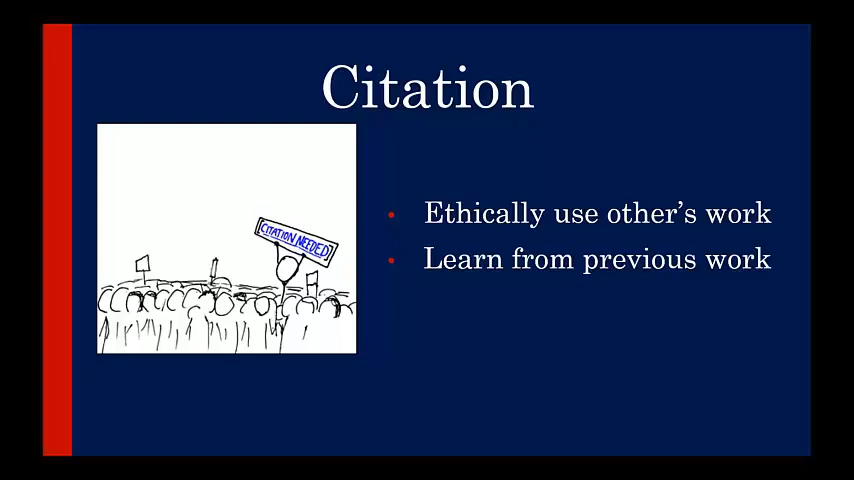 Citation
[CITATION NEEDED]
Ethically use other's work
Learn from previous work